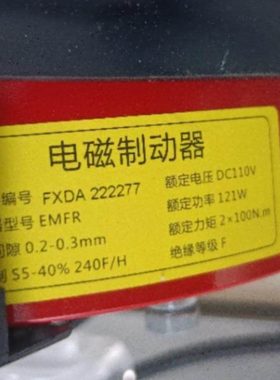 电磁制动器
编号 FXDA 222277
型号 EMFR
间隙 0.2-0.3mm
制 S5-40% 240F/H
额定电压 DC110V
额定功率 121W
额定力矩 2×100N.m
绝缘等级 F